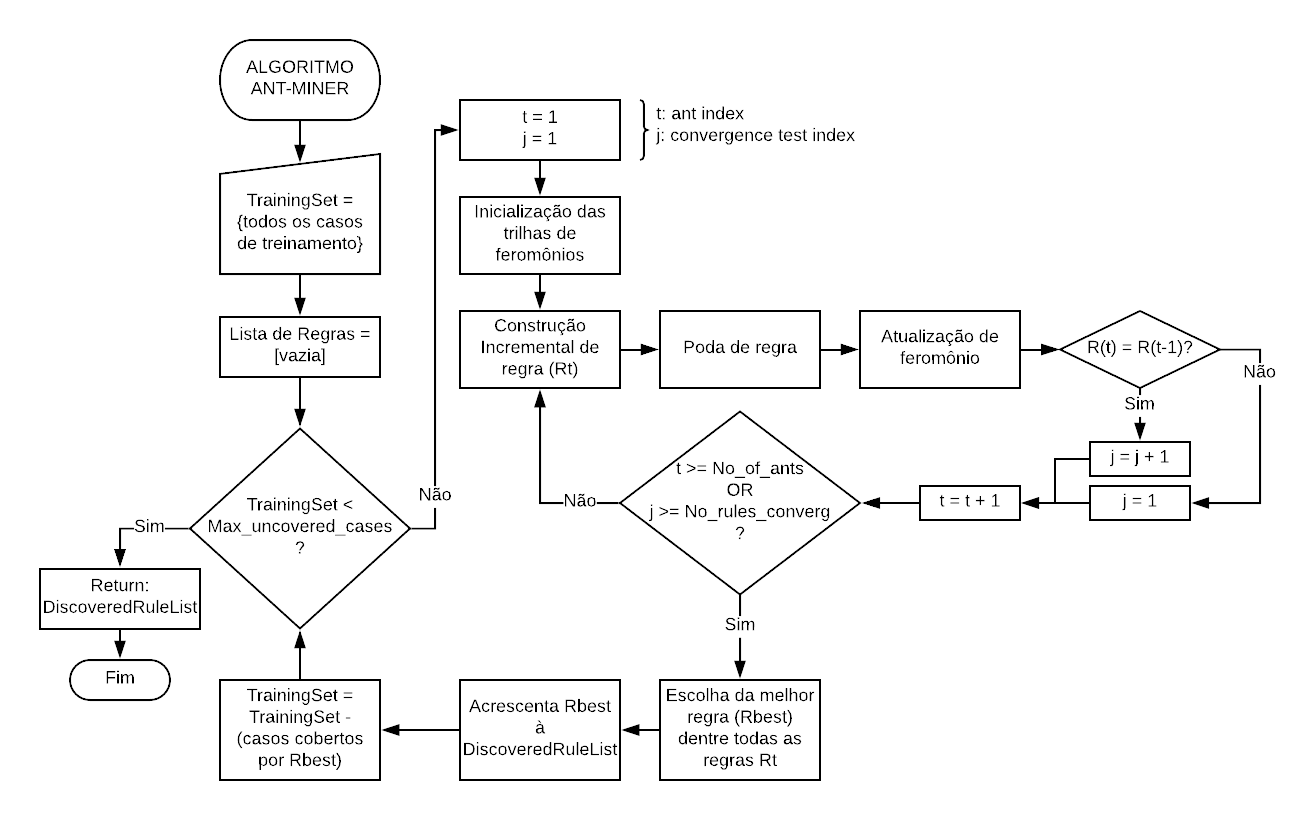 ALGORITMO
ANT-MINER
TrainingSet =
{todos os casos
de treinamento}
Lista de Regras =
[vazia]
TrainingSet <
Max_uncovered_cases
?
Sim
Não
Return:
DiscoveredRuleList
Fim
t = 1
j = 1
t: ant index
j: convergence test index
Inicialização das
trilhas de
feromônios
Construção
Incremental de
regra (Rt)
Poda de regra
Atualização de
feromônio
R(t) = R(t-1)?
Não
Sim
j = j + 1
j = 1
t = t + 1
t >= No_of_ants
OR
j >= No_rules_converg
?
Não
Sim
Escolha da melhor
regra (Rbest)
dentre todas as
regras Rt
Acrescenta Rbest
à
DiscoveredRuleList
TrainingSet =
TrainingSet -
(casos cobertos
por Rbest)